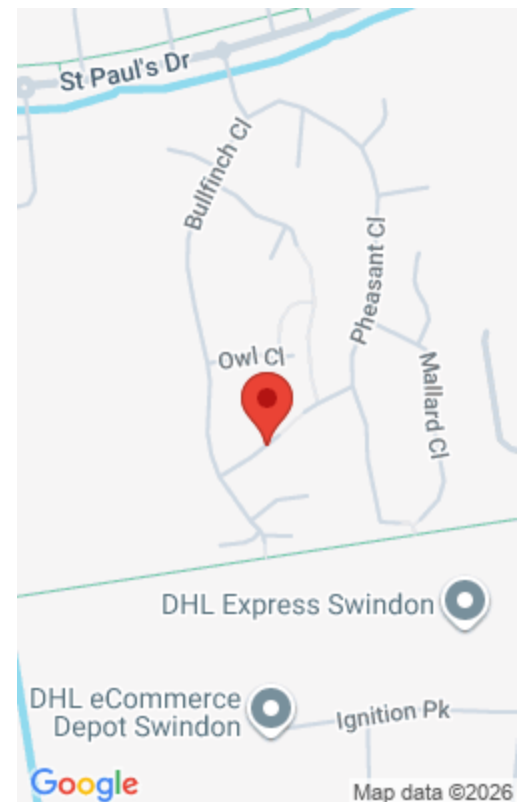 St Paul's Dr
Bullfinch Cl
Pheasant Cl
Owl Cl
Mallard Cl
DHL Express Swindon
DHL eCommerce
Depot Swindon
Ignition Pk
Google
Map data ©2026